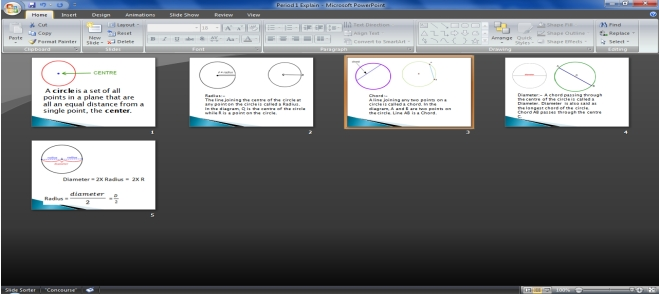 Period 1 Explain - Microsoft PowerPoint
Home Insert Design Animations Slide Show Review View
Paste
Cut
Copy
Format Painter
Clipboard
New Slide
Layout
Reset
Delete
Slides
Font
Text Direction
Align Text
Convert to SmartArt
Paragraph
Arrange
Quick Styles
Shape Fill
Shape Outline
Shape Effects
Drawing
Find
Replace
Select
Editing
CENTRE
A circle is a set of all
points in a plane that are
all an equal distance from a
single point, the center.
1
Radius:-
The line joining the centre of the circle at
any point on the circle is called a Radius.
In the diagram, Q is the centre of the circle
while R is a point on the circle.
2
Chord:-
A line joining any two points on a
circle is called a chord. In the
diagram, A and B are two points on
the circle. Line AB is a Chord.
3
Diameter :- A chord passing through
the centre of the circle is called a
Diameter. Diameter is also said as
the longest chord of the circle.
Chord AB passes through the centre
4
Diameter = 2X Radius = 2X R
Radius = diameter/2 = D/2
5
Slide Sorter "Concourse" 100%